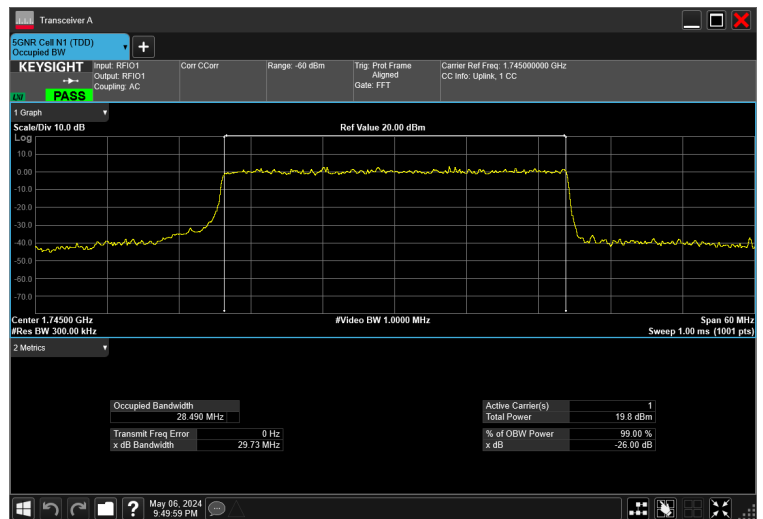 Transceiver A
5GNR Cell N1 (TDD)
Occupied BW
KEYSIGHT
LXI
PASS
Input: RFIO1
Output: RFIO1
Coupling: AC
Corr CCorr
Range: -60 dBm
Trig: Prot Frame
Aligned
Gate: FFT
Carrier Ref Freq: 1.745000000 GHz
CC Info: Uplink, 1 CC
1 Graph
Scale/Div 10.0 dB
Ref Value 20.00 dBm
Log
10.0
0.00
-10.0
-20.0
-30.0
-40.0
-50.0
-60.0
-70.0
Center 1.74500 GHz
#Video BW 1.0000 MHz
Span 60 MHz
#Res BW 300.00 kHz
Sweep 1.00 ms (1001 pts)
2 Metrics
Occupied Bandwidth
28.490 MHz
Transmit Freq Error 0 Hz
x dB Bandwidth 29.73 MHz
Active Carrier(s) 1
Total Power 19.8 dBm
% of OBW Power 99.00 %
x dB -26.00 dB
?
May 06, 2024
9:49:59 PM